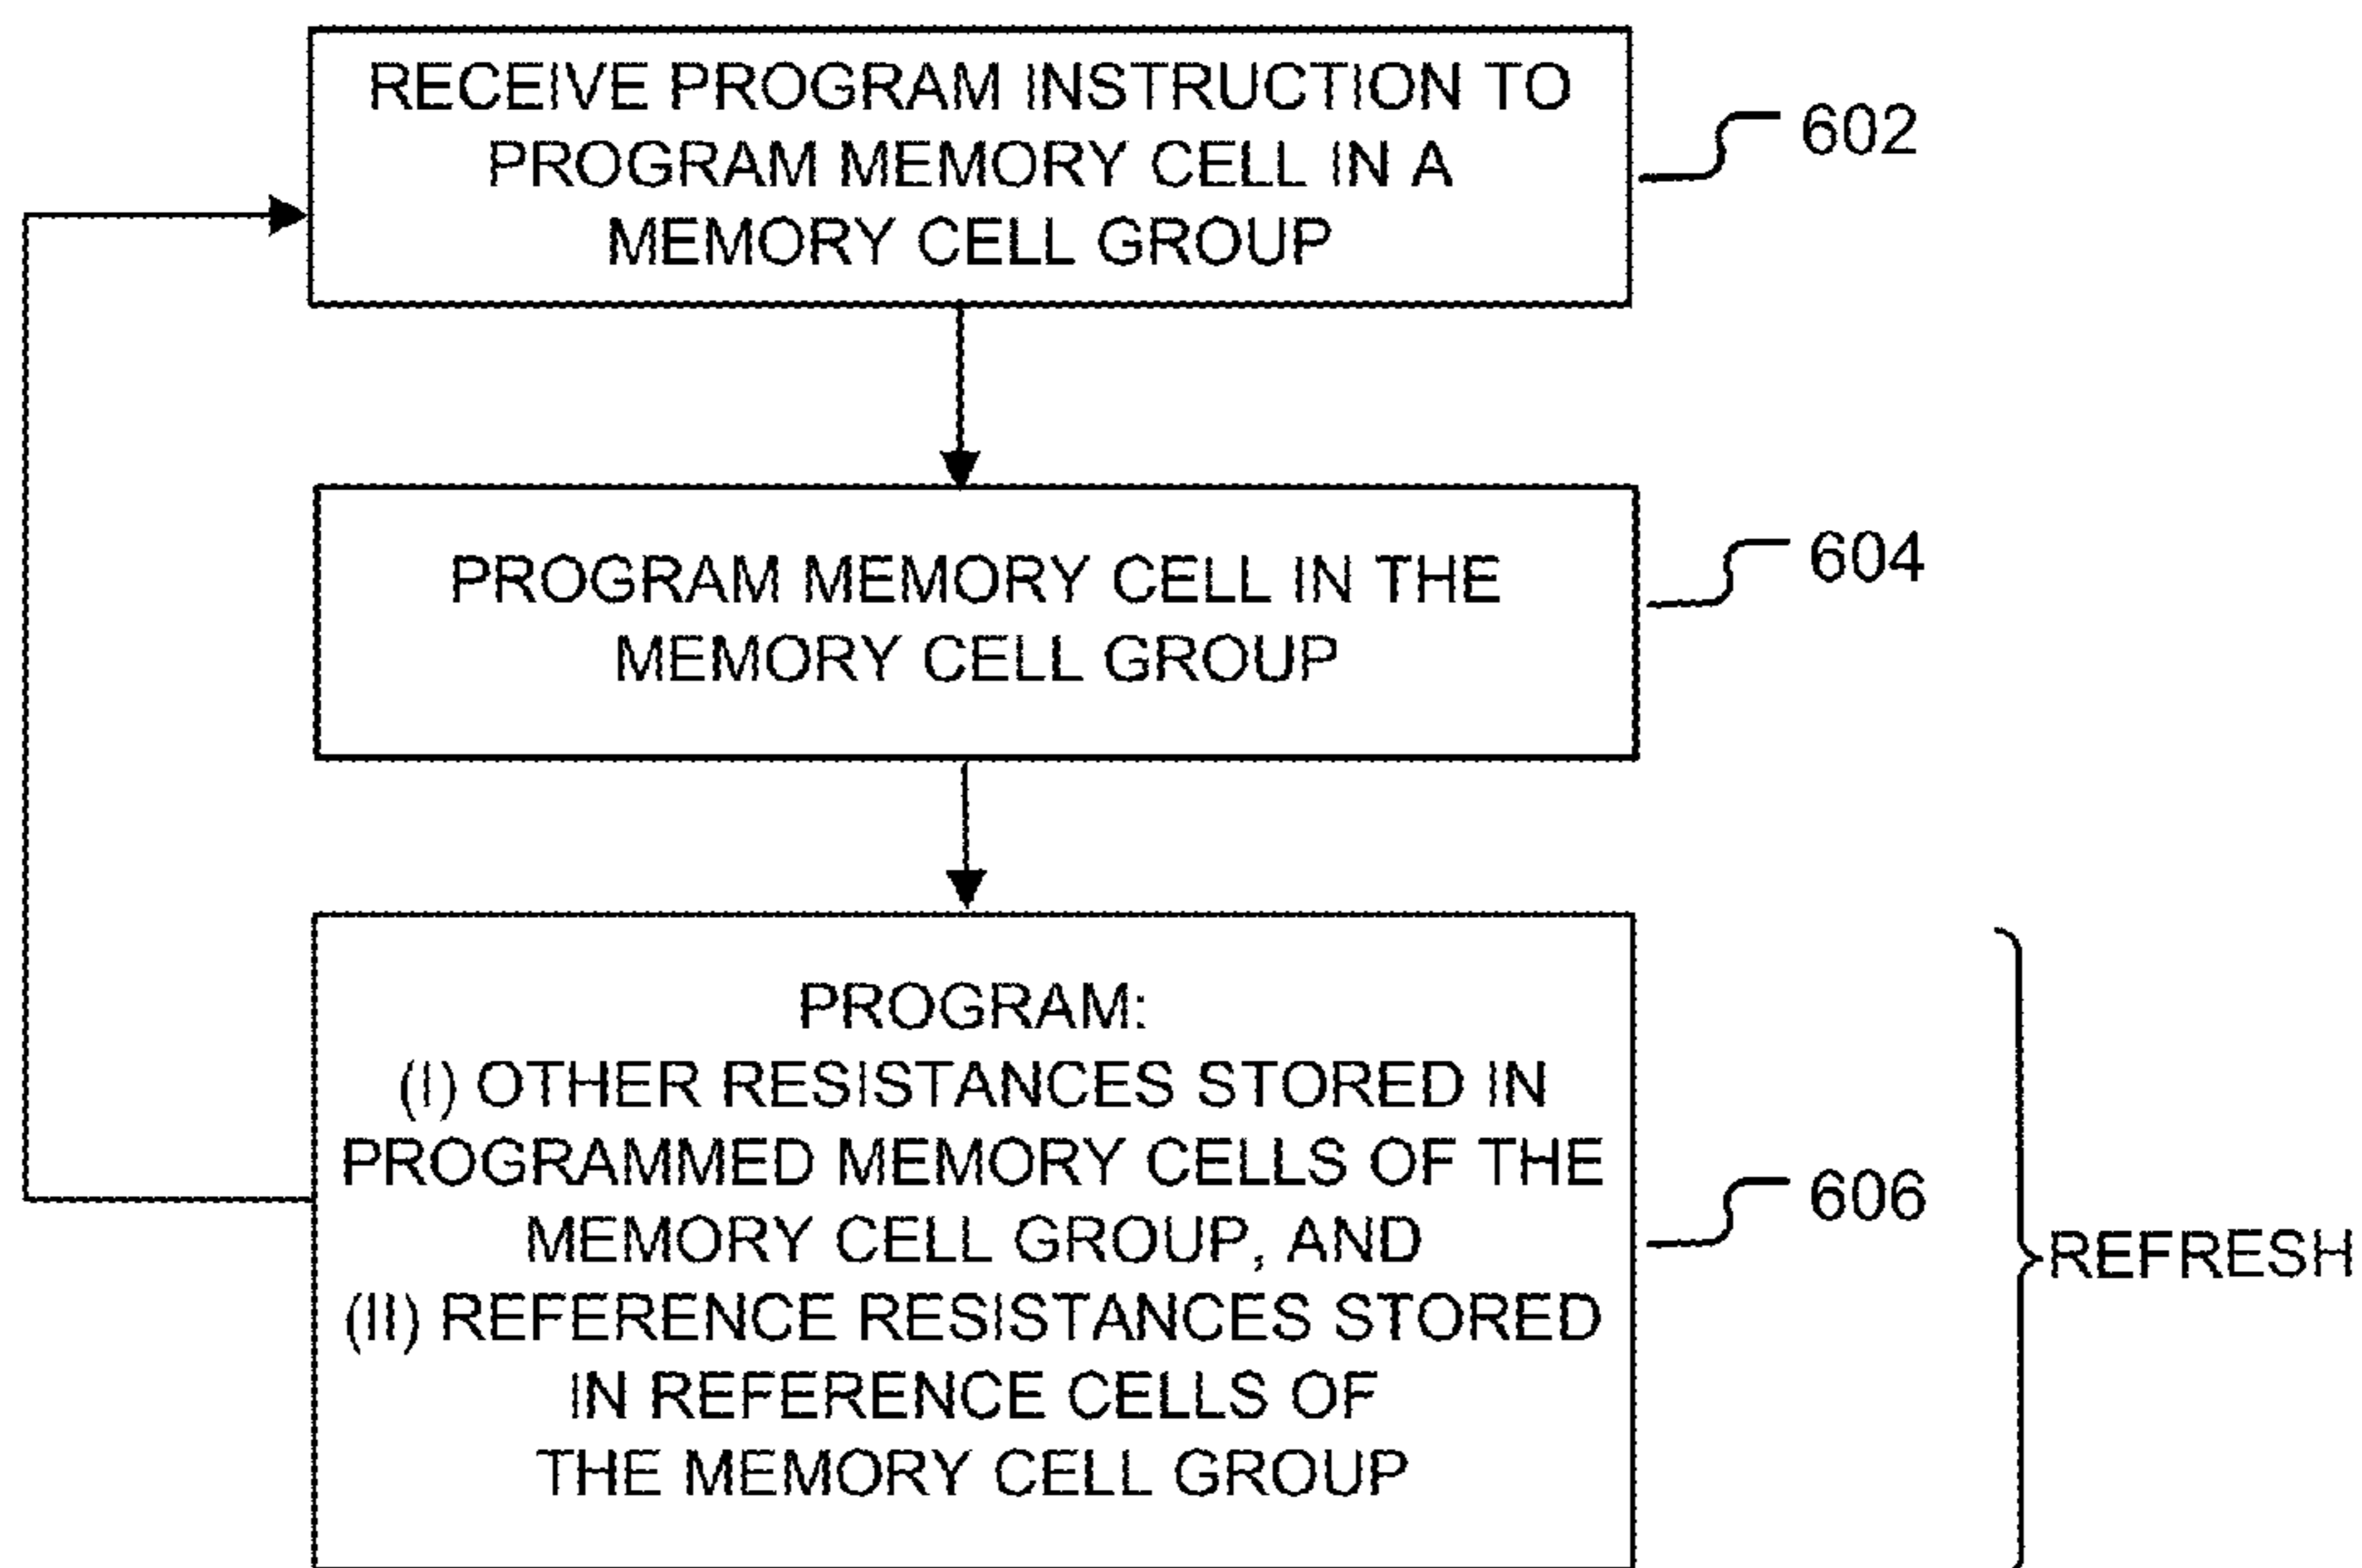 RECEIVE PROGRAM INSTRUCTION TO
PROGRAM MEMORY CELL IN A
MEMORY CELL GROUP
602
PROGRAM MEMORY CELL IN THE
MEMORY CELL GROUP
604
PROGRAM:
(I) OTHER RESISTANCES STORED IN
PROGRAMMED MEMORY CELLS OF THE
MEMORY CELL GROUP, AND
(II) REFERENCE RESISTANCES STORED
IN REFERENCE CELLS OF
THE MEMORY CELL GROUP
606
REFRESH